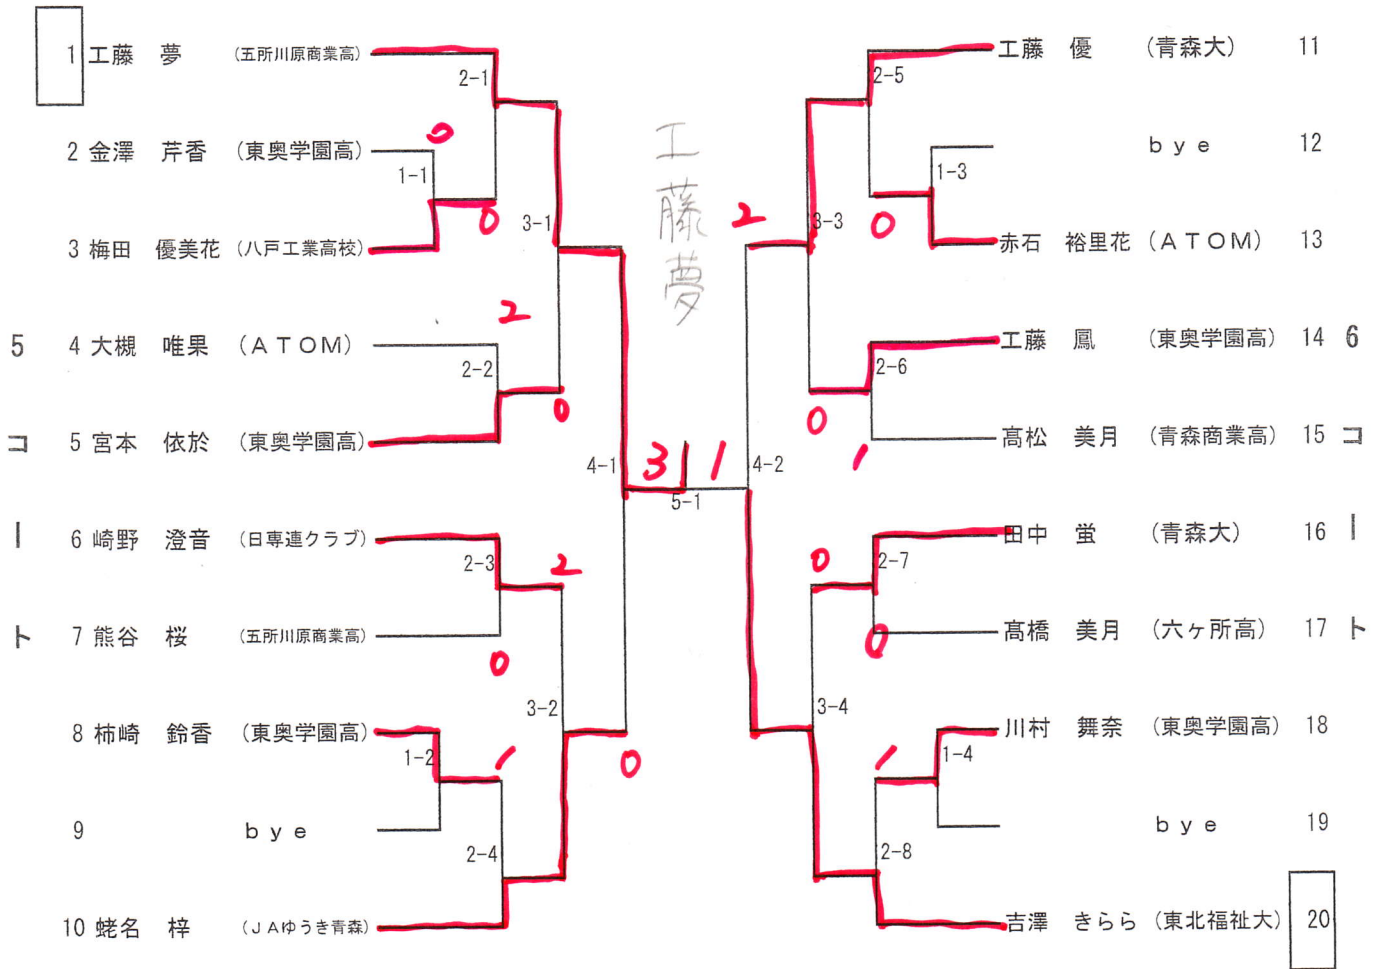 1 工藤 夢 (五所川原商業高)
2 金澤 芹香 (東奥学園高)
3 梅田 優美花 (八戸工業高校)
4 大槻 唯果 (ATOM)
5 宮本 依於 (東奥学園高)
6 崎野 澄音 (日専連クラブ)
7 熊谷 桜 (五所川原商業高)
8 柿崎 鈴香 (東奥学園高)
9 bye
10 蛯名 梓 (JAゆうき青森)
5コート
2-1
0
1-1
0
3-1
2
2-2
0
4-1
2-3
2
0
3-2
1-2
1
0
2-4
工藤夢
3 1
5-1
2-5
1-3
2
3-3
0
2-6
0
1
4-2
0
2-7
0
3-4
1
1-4
2-8
工藤 優 (青森大) 11
bye 12
赤石 裕里花 (ATOM) 13
工藤 鳳 (東奥学園高) 14
髙松 美月 (青森商業高) 15
田中 蛍 (青森大) 16
髙橋 美月 (六ヶ所高) 17
川村 舞奈 (東奥学園高) 18
bye 19
吉澤 きらら (東北福祉大) 20
6コート